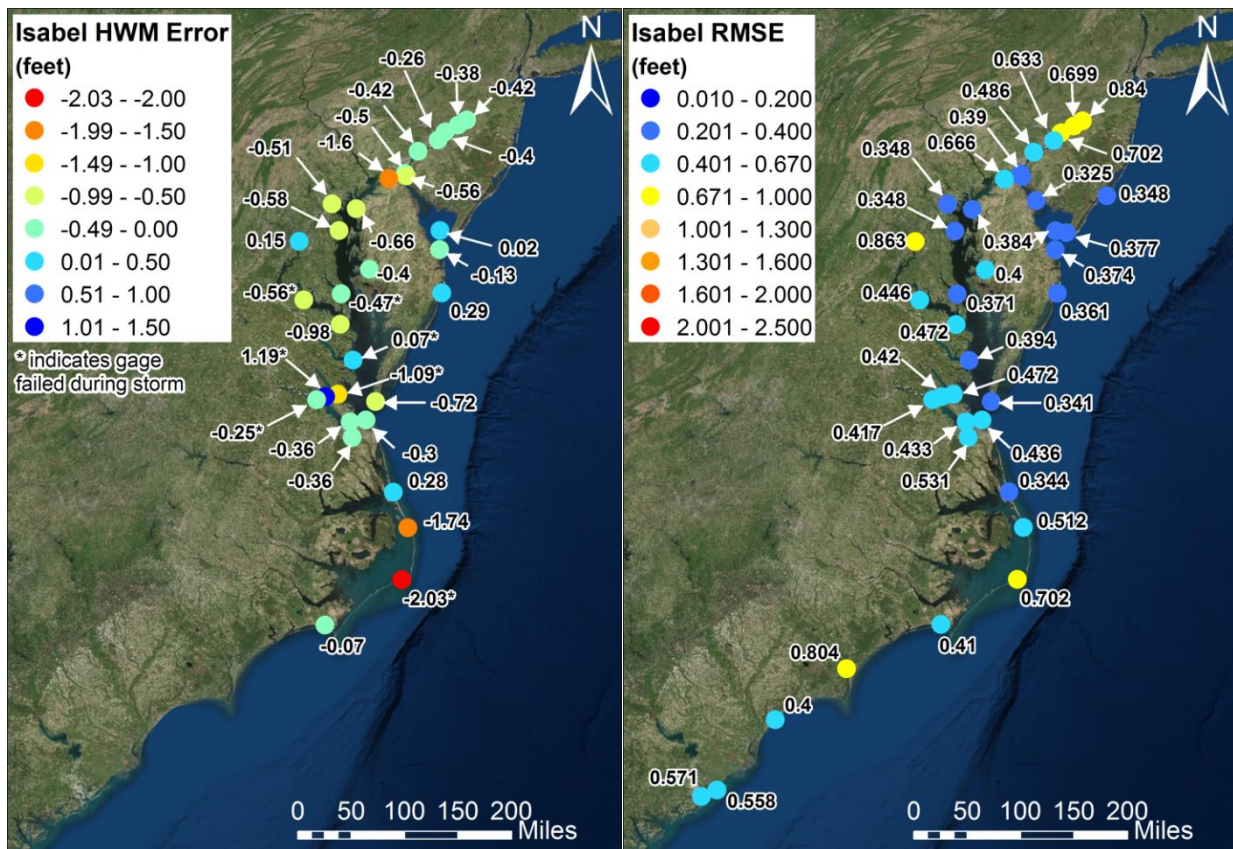 Isabel HWM Error
(feet)
-2.03 - -2.00
-1.99 - -1.50
-1.49 - -1.00
-0.99 - -0.50
-0.49 - 0.00
0.01 - 0.50
0.51 - 1.00
1.01 - 1.50
* indicates gage
failed during storm
N
-0.26
-0.38
-0.42
-0.42
-0.5
-1.6
-0.4
-0.51
-0.56
-0.58
0.15
-0.66
0.02
-0.4
-0.13
-0.56*
-0.47*
0.29
-0.98
0.07*
1.19*
-1.09*
-0.72
-0.25*
-0.36
-0.3
-0.36
0.28
-1.74
-2.03*
-0.07
0 50 100 150 200
Miles
Isabel RMSE
(feet)
0.010 - 0.200
0.201 - 0.400
0.401 - 0.670
0.671 - 1.000
1.001 - 1.300
1.301 - 1.600
1.601 - 2.000
2.001 - 2.500
N
0.633
0.699
0.84
0.486
0.39
0.666
0.702
0.348
0.325
0.348
0.348
0.863
0.384
0.377
0.4
0.374
0.446
0.371
0.361
0.472
0.394
0.42
0.472
0.341
0.417
0.433
0.436
0.531
0.344
0.512
0.702
0.41
0.804
0.4
0.571
0.558
0 50 100 150 200
Miles